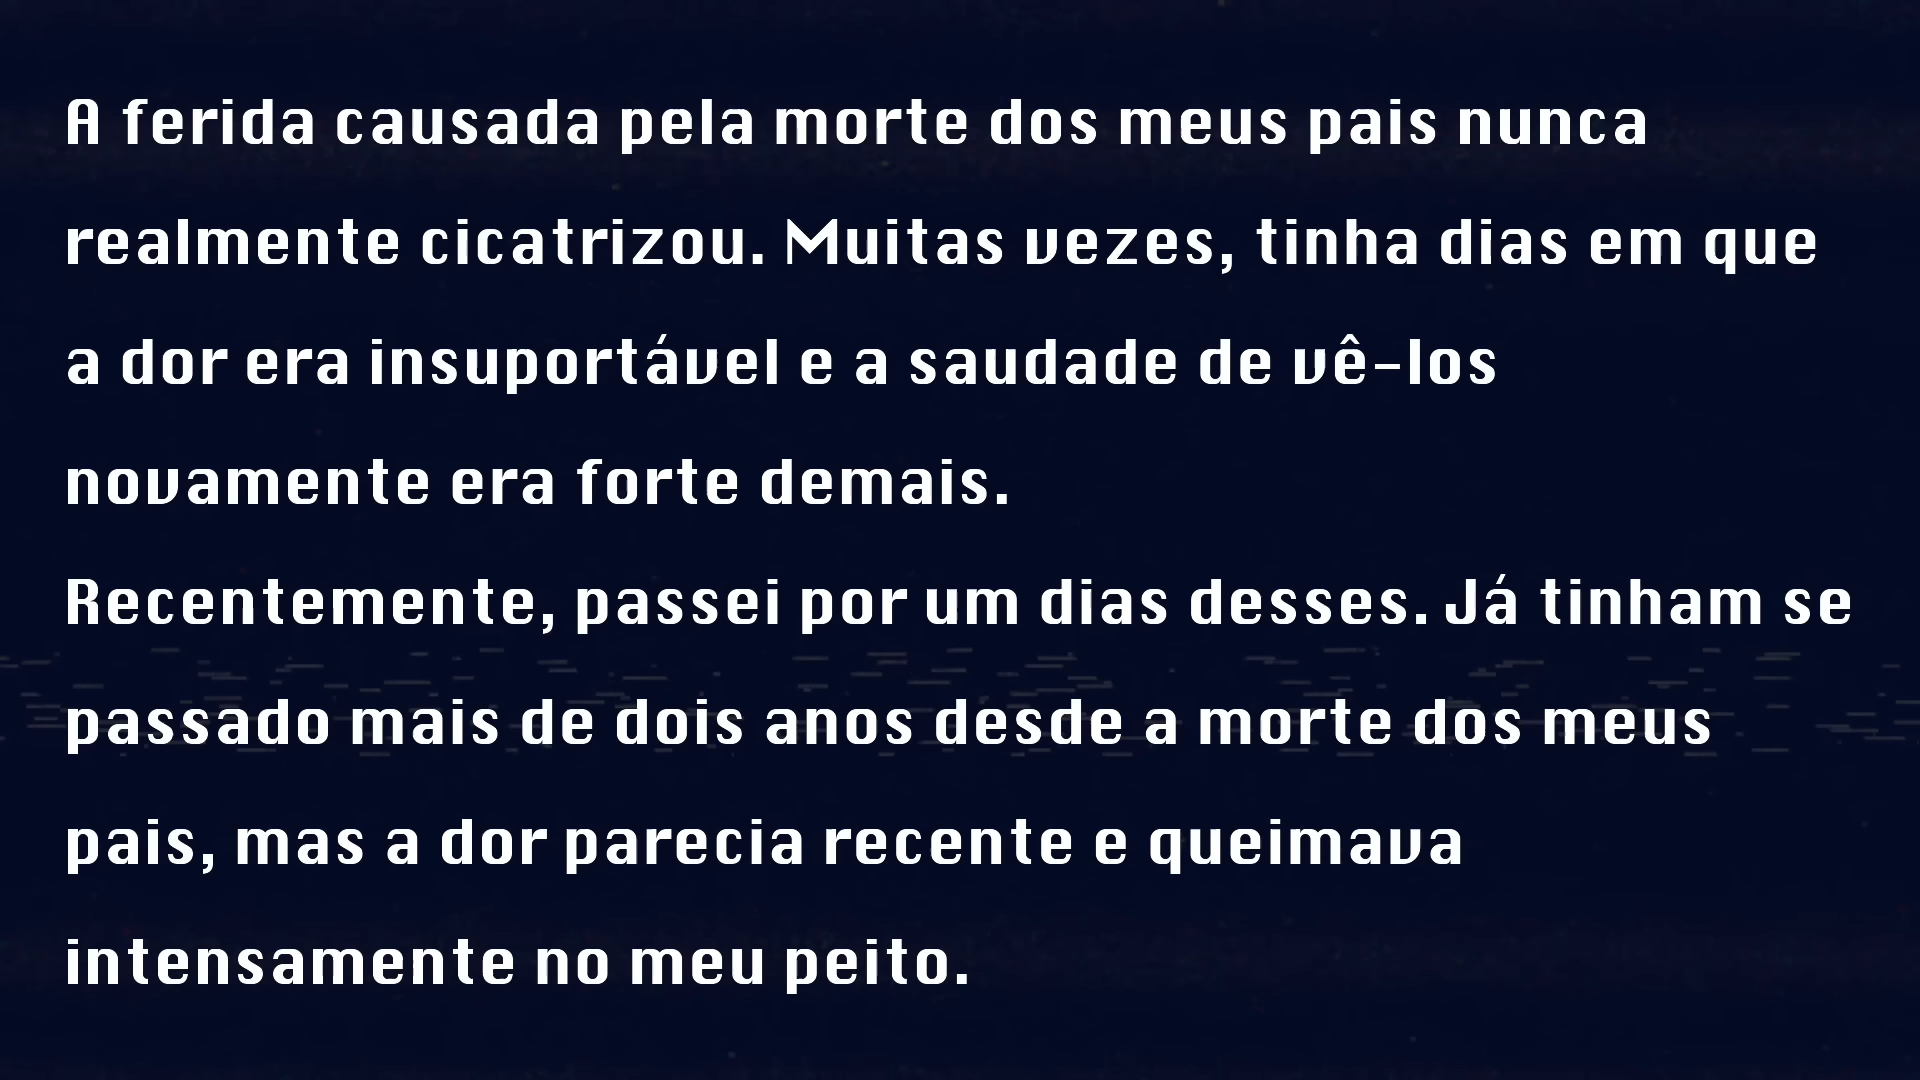 A ferida causada pela morte dos meus pais nunca
realmente cicatrizou. Muitas vezes, tinha dias em que
a dor era insuportável e a saudade de vê-los
novamente era forte demais.
Recentemente, passei por um dias desses. Já tinham se
passado mais de dois anos desde a morte dos meus
pais, mas a dor parecia recente e queimava
intensamente no meu peito.